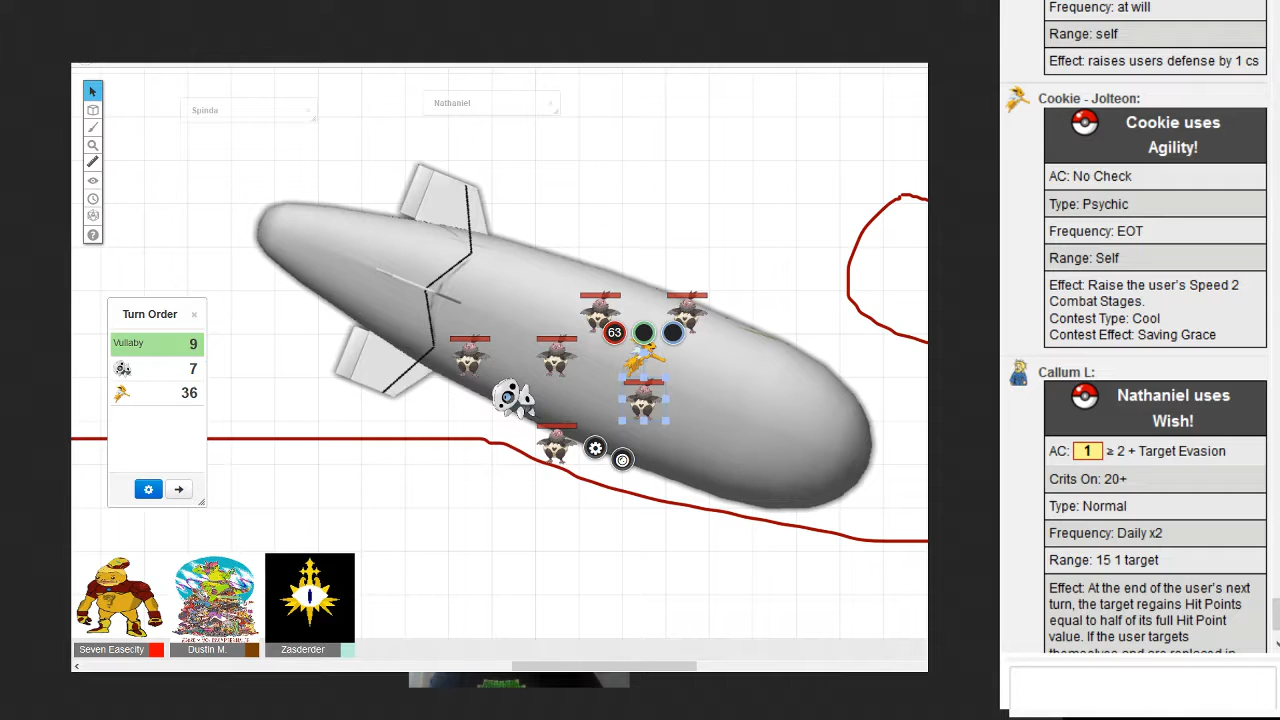 Spinda
Nathaniel
Turn Order
Vullaby 9
7
36
63
Seven Easecity
Dustin M.
Zasderder
Frequency: at will
Range: self
Effect: raises users defense by 1 cs
Cookie - Jolteon:
Cookie uses
Agility!
AC: No Check
Type: Psychic
Frequency: EOT
Range: Self
Effect: Raise the user's Speed 2
Combat Stages.
Contest Type: Cool
Contest Effect: Saving Grace
Callum L:
Nathaniel uses
Wish!
AC: 1 ≥ 2 + Target Evasion
Crits On: 20+
Type: Normal
Frequency: Daily x2
Range: 15 1 target
Effect: At the end of the user's next
turn, the target regains Hit Points
equal to half of its full Hit Point
value. If the user targets
themselves and are replaced in